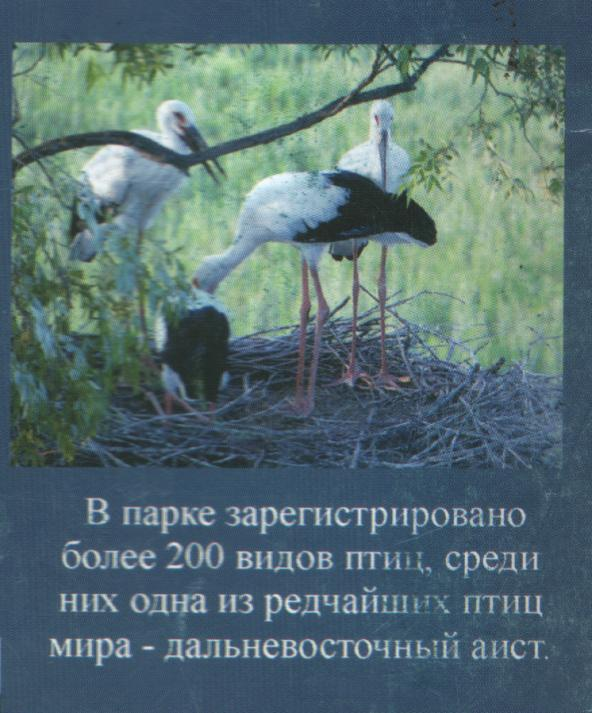 В парке зарегистрировано
более 200 видов птиц, среди
них одна из редчайших птиц
мира - дальневосточный аист.